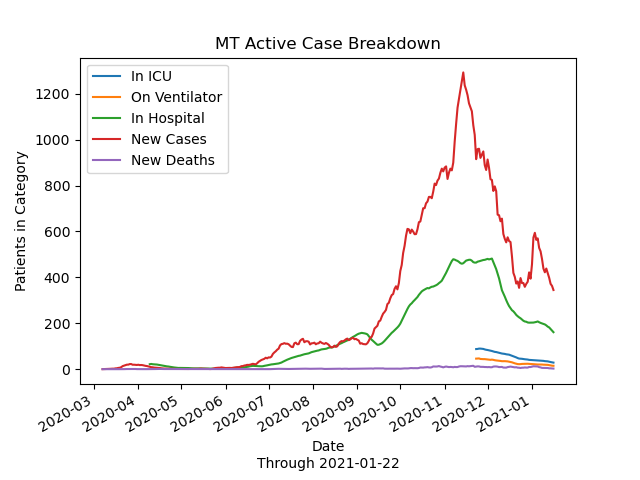 MT Active Case Breakdown
In ICU
On Ventilator
In Hospital
New Cases
New Deaths
Patients in Category
1200
1000
800
600
400
200
0
2020-03
2020-04
2020-05
2020-06
2020-07
2020-08
2020-09
2020-10
2020-11
2020-12
2021-01
Date
Through 2021-01-22